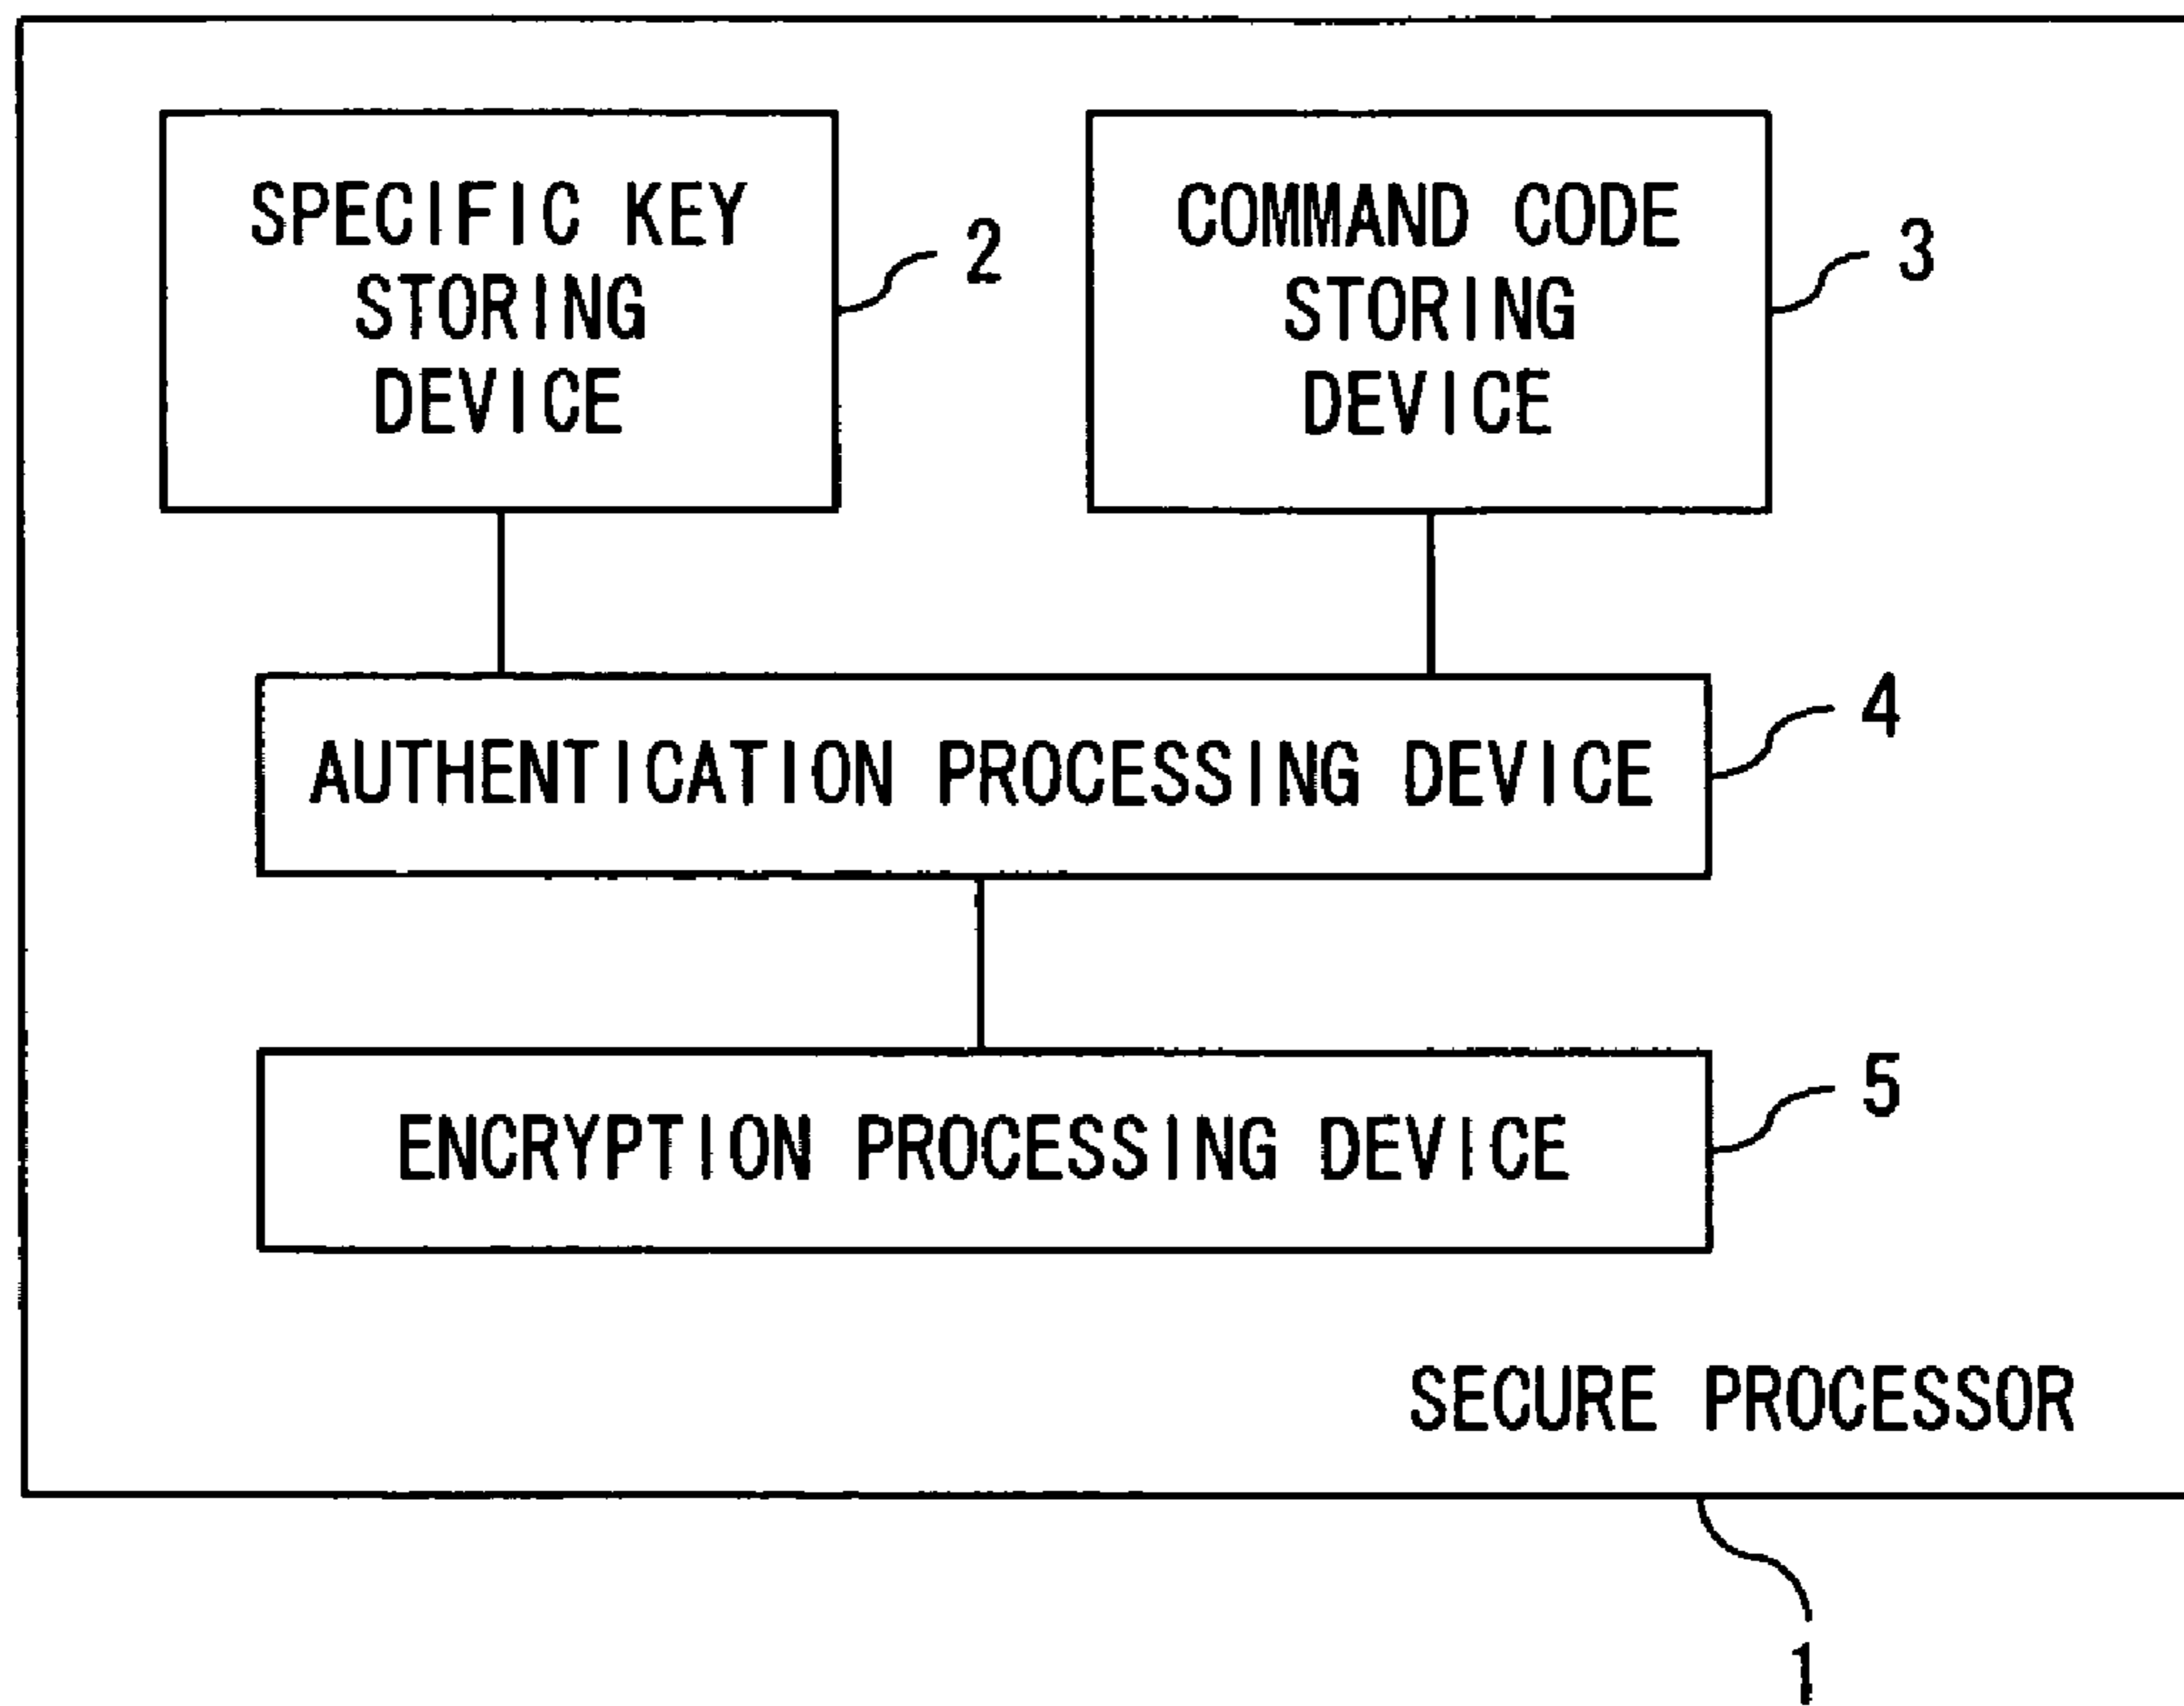 SPECIFIC KEY
STORING
DEVICE
2
COMMAND CODE
STORING
DEVICE
3
AUTHENTICATION PROCESSING DEVICE
4
ENCRYPTION PROCESSING DEVICE
5
SECURE PROCESSOR
1